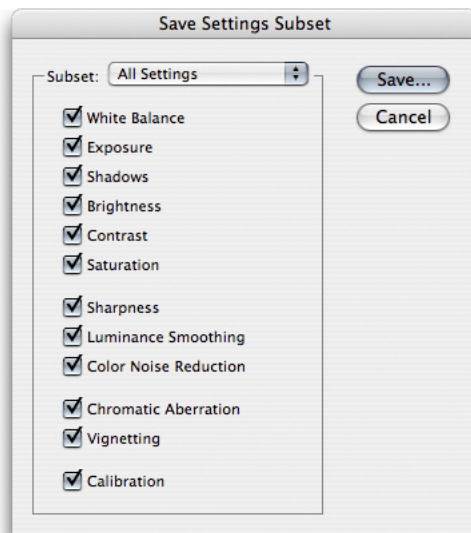 Save Settings Subset
Subset: All Settings
Save...
Cancel
White Balance
Exposure
Shadows
Brightness
Contrast
Saturation
Sharpness
Luminance Smoothing
Color Noise Reduction
Chromatic Aberration
Vignetting
Calibration